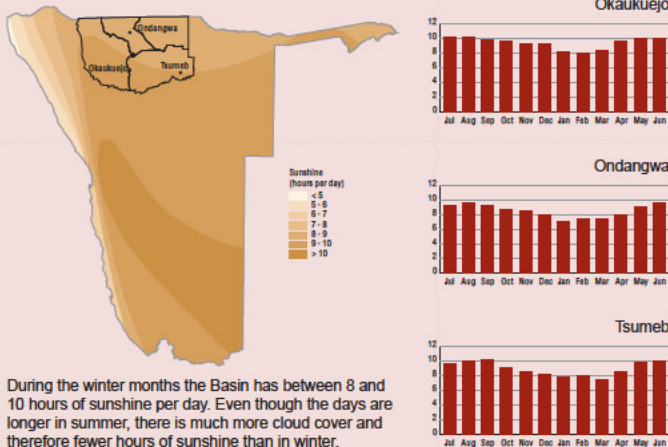 Okaukuejo
Ondangwa
Okaukuejo
Tsumeb
12
10
8
6
4
2
0
Jul Aug Sep Oct Nov Dec Jan Feb Mar Apr May Jun
Sunshine
(hours per day)
< 5
5 - 6
6 - 7
7 - 8
8 - 9
9 - 10
> 10
Ondangwa
12
10
8
6
4
2
0
Jul Aug Sep Oct Nov Dec Jan Feb Mar Apr May Jun
Tsumeb
12
10
8
6
4
2
0
Jul Aug Sep Oct Nov Dec Jan Feb Mar Apr May Jun
During the winter months the Basin has between 8 and
10 hours of sunshine per day. Even though the days are
longer in summer, there is much more cloud cover and
therefore fewer hours of sunshine than in winter.